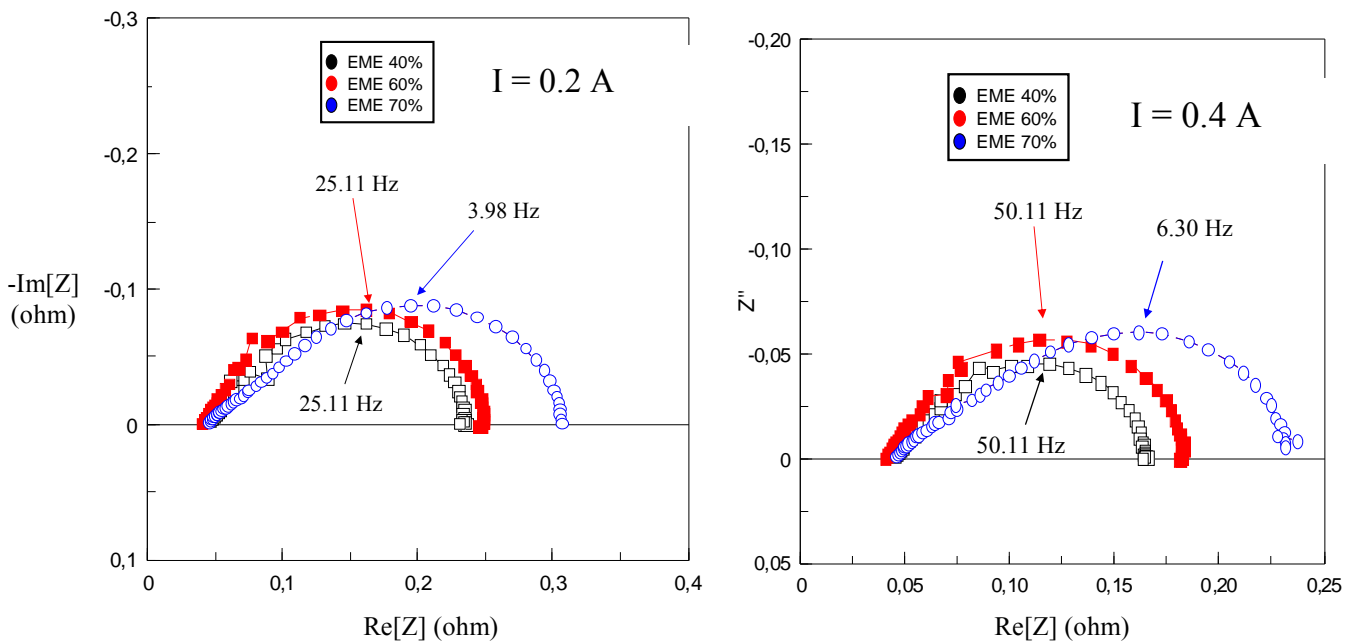 -0,3
-0,2
-0,1
0
0,1
0
0,1
0,2
0,3
0,4
-Im[Z]
(ohm)
Re[Z] (ohm)
EME 40%
EME 60%
EME 70%
I = 0.2 A
25.11 Hz
3.98 Hz
25.11 Hz
-0,20
-0,15
-0,10
-0,05
0
0,05
0
0,05
0,10
0,15
0,20
0,25
Z"
Re[Z] (ohm)
EME 40%
EME 60%
EME 70%
I = 0.4 A
50.11 Hz
6.30 Hz
50.11 Hz